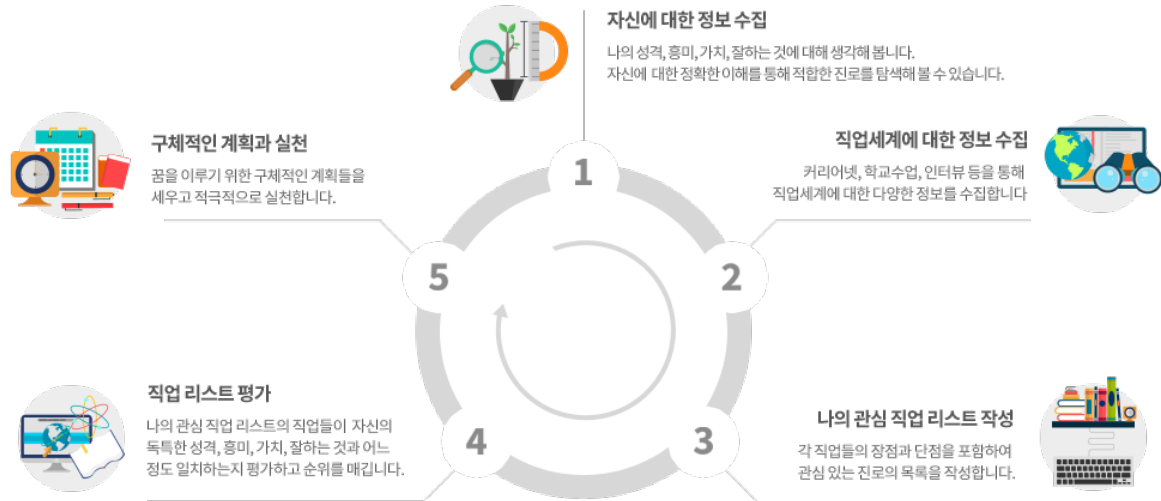 자신에 대한 정보 수집
나의 성격, 흥미, 가치, 잘하는 것에 대해 생각해 봅니다.
자신에 대한 정확한 이해를 통해 적합한 진로를 탐색해 볼 수 있습니다.
1
직업세계에 대한 정보 수집
커리어넷, 학교수업, 인터뷰 등을 통해
직업세계에 대한 다양한 정보를 수집합니다
2
나의 관심 직업 리스트 작성
각 직업들의 장점과 단점을 포함하여
관심 있는 진로의 목록을 작성합니다.
3
직업 리스트 평가
나의 관심 직업 리스트의 직업들이 자신의
독특한 성격, 흥미, 가치, 잘하는 것과 어느
정도 일치하는지 평가하고 순위를 매깁니다.
4
구체적인 계획과 실천
꿈을 이루기 위한 구체적인 계획들을
세우고 적극적으로 실천합니다.
5